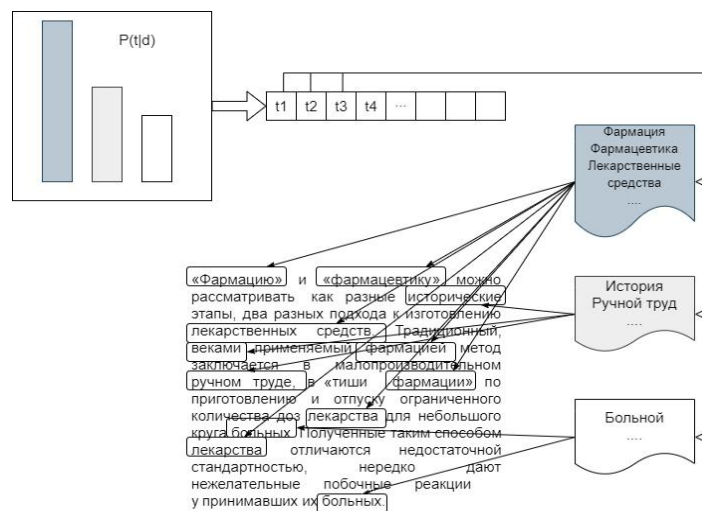 P(t|d)
t1 t2 t3 t4 ...
Фармация
Фармацевтика
Лекарственные
средства
....
История
Ручной труд
....
Больной
....
«Фармацию» и «фармацевтику» можно
рассматривать как разные исторические
этапы, два разных подхода к изготовлению
лекарственных средств. Традиционный,
веками применяемый фармацией метод
заключается в малопроизводительном
ручном труде, в «тиши фармации» по
приготовлению и отпуску ограниченного
количества доз лекарства для небольшого
круга больных. Полученные таким способом
лекарства отличаются недостаточной
стандартностью, нередко дают
нежелательные побочные реакции
у принимавших их больных.